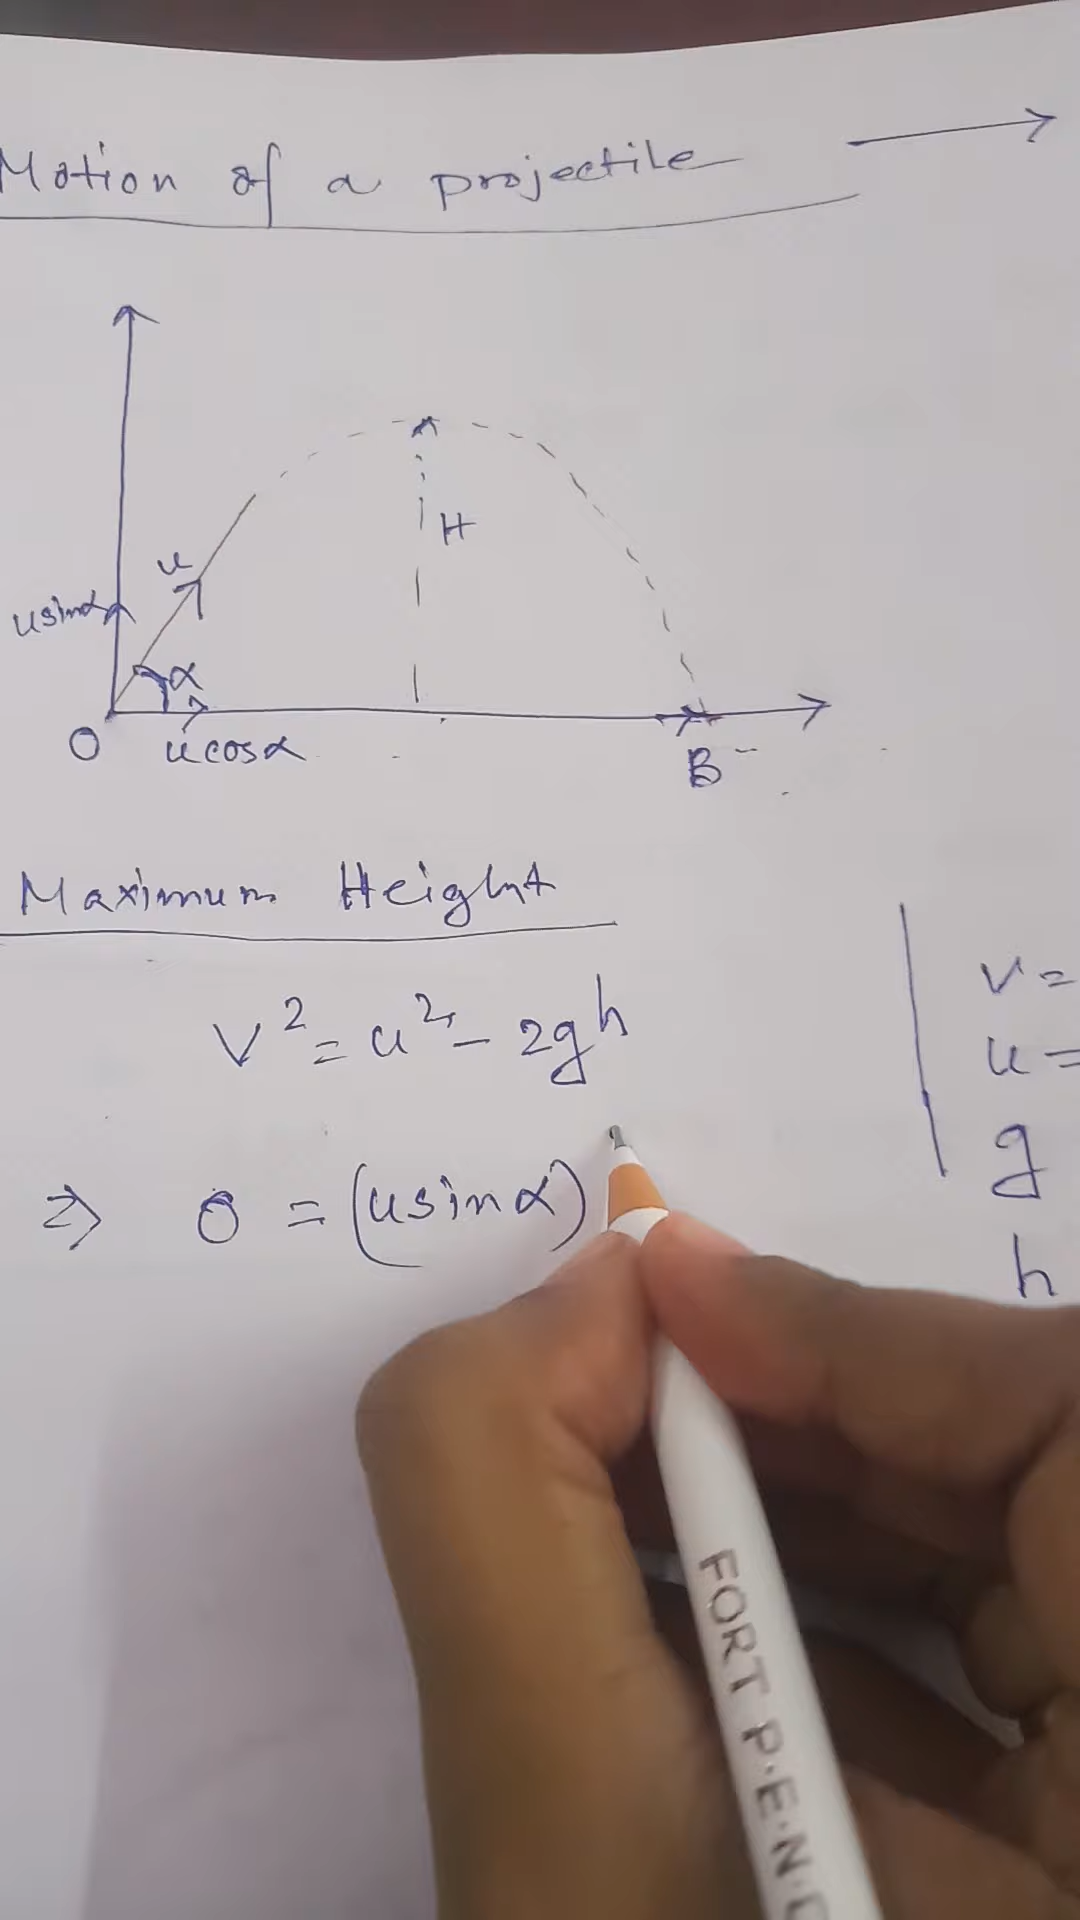 Motion of a projectile →
u
H
usinα
α
O ucosα B
Maximum Height
v² = u² - 2gh
⇒ 0 = (usinα)
v =
u =
g
h
FORT P.E.N.C